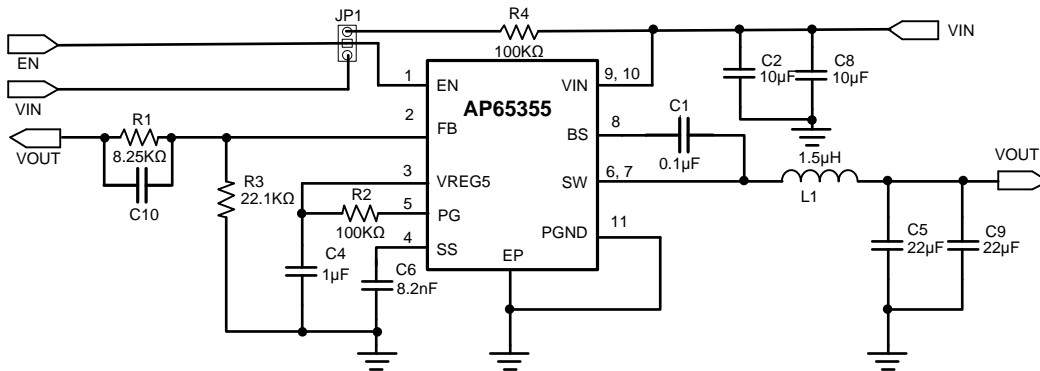 JP1
R4
100KΩ
EN
VIN
VIN
C2
10µF
C8
10µF
1
EN
VIN
9, 10
AP65355
2
FB
BS
8
C1
0.1µF
VOUT
R1
8.25KΩ
C10
R3
22.1KΩ
3
VREG5
SW
6, 7
1.5µH
L1
VOUT
R2
100KΩ
5
PG
4
SS
PGND
11
EP
C4
1µF
C6
8.2nF
C5
22µF
C9
22µF